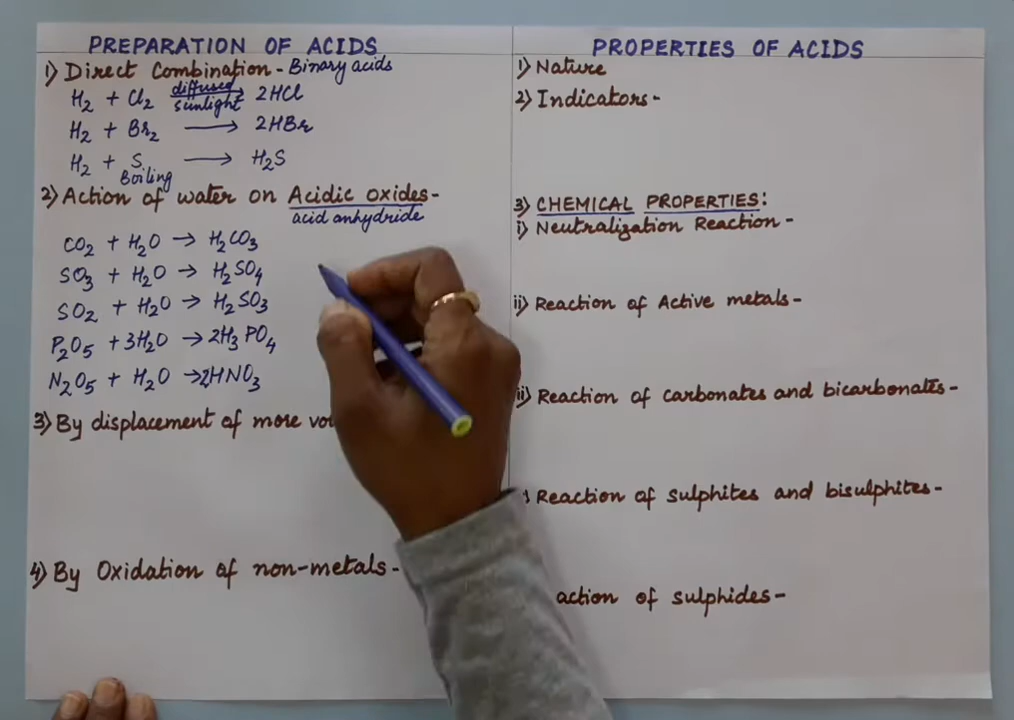 PREPARATION OF ACIDS
1) Direct Combination - Binary acids
H₂ + Cl₂ diffused sunlight → 2HCl
H₂ + Br₂ → 2HBr
H₂ + S → H₂S
Boiling
2) Action of water on Acidic oxides-
acid anhydride
CO₂ + H₂O → H₂CO₃
SO₃ + H₂O → H₂SO₄
SO₂ + H₂O → H₂SO₃
P₂O₅ + 3H₂O → 2H₃PO₄
N₂O₅ + H₂O → 2HNO₃
3) By displacement of more
4) By Oxidation of non-metals-
PROPERTIES OF ACIDS
1) Nature
2) Indicators-
3) CHEMICAL PROPERTIES:
i) Neutralization Reaction-
ii) Reaction of Active metals-
Reaction of carbonates and bicarbonates-
Reaction of sulphites and bisulphites-
action of sulphides-